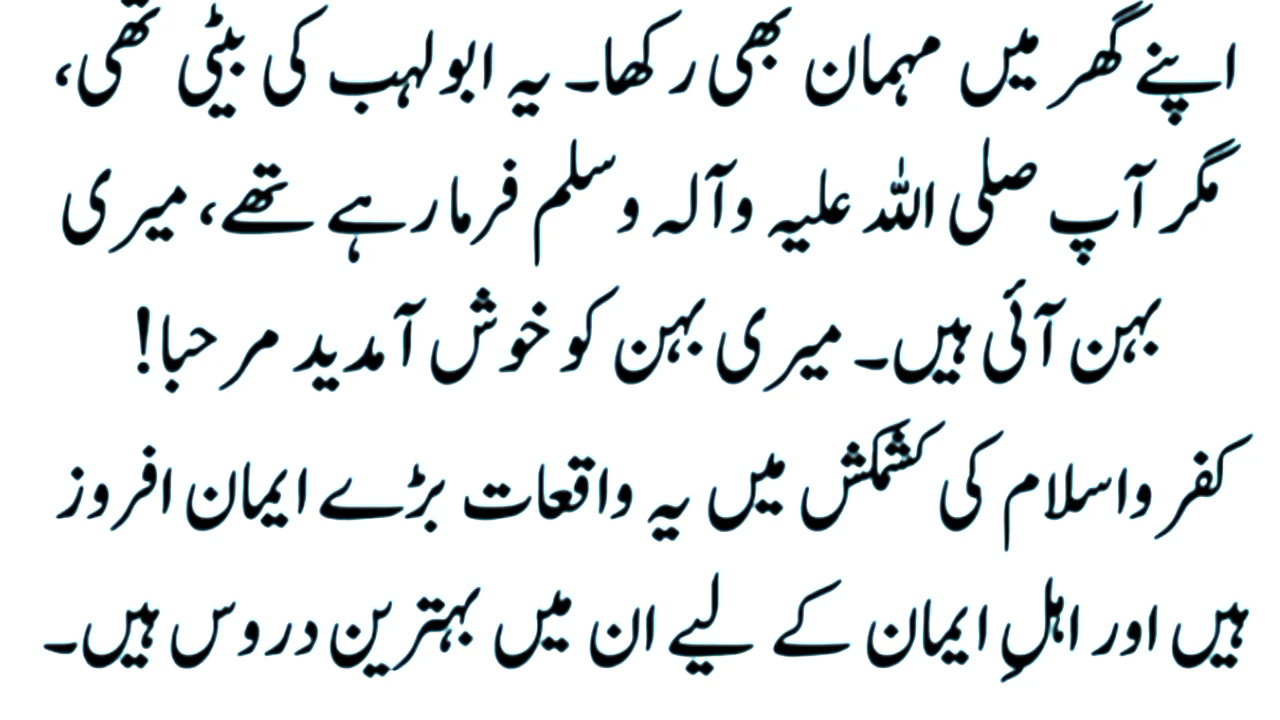 اپنے گھر میں مہمان بھی رکھا۔ یہ ابولہب کی بیٹی تھی،
مگر آپ صلی اللہ علیہ وآلہ وسلم فرمارہے تھے، میری
بہن آئی ہیں۔ میری بہن کو خوش آمدید مرحبا!
کفر واسلام کی کشمکش میں یہ واقعات بڑے ایمان افروز
ہیں اور اہلِ ایمان کے لیے ان میں بہترین دروس ہیں۔